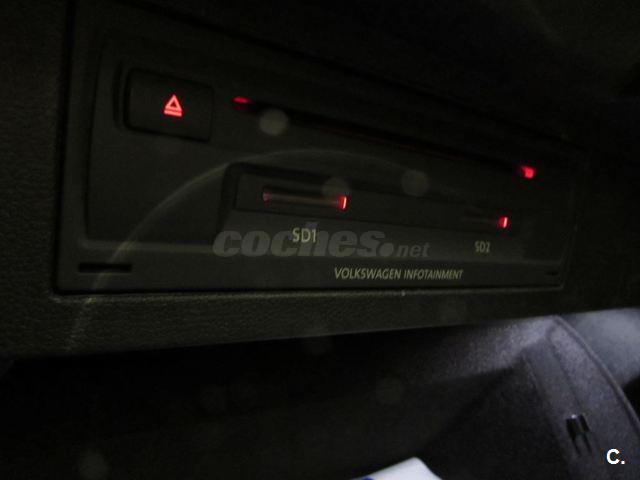 SD1
SD2
coches.net
VOLKSWAGEN INFOTAINMENT
C.